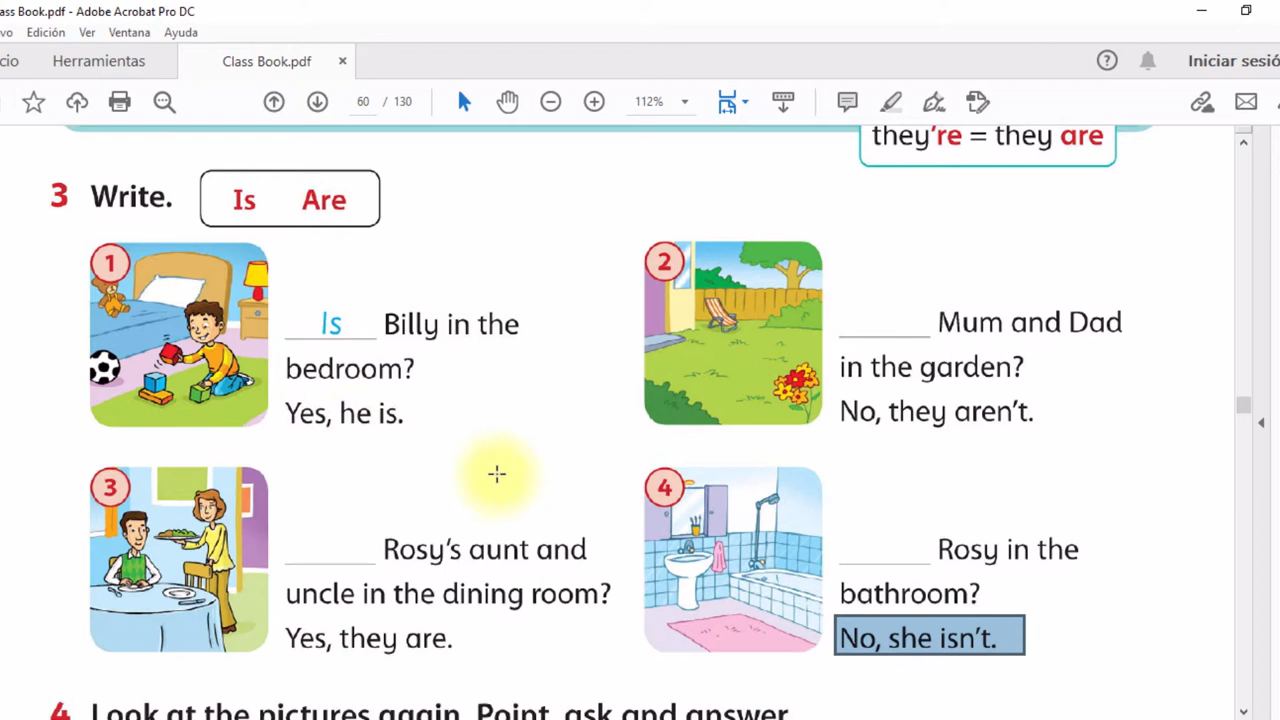 lass Book.pdf - Adobe Acrobat Pro DC
vo Edición Ver Ventana Ayuda
cio Herramientas Class Book.pdf × ? Iniciar sesió
60 / 130 112%
they're = they are
3 Write. Is Are
1
Is Billy in the
bedroom?
Yes, he is.
2
Mum and Dad
in the garden?
No, they aren't.
3
Rosy's aunt and
uncle in the dining room?
Yes, they are.
4
Rosy in the
bathroom?
No, she isn't.
4 Look at the pictures again. Point, ask and answer.